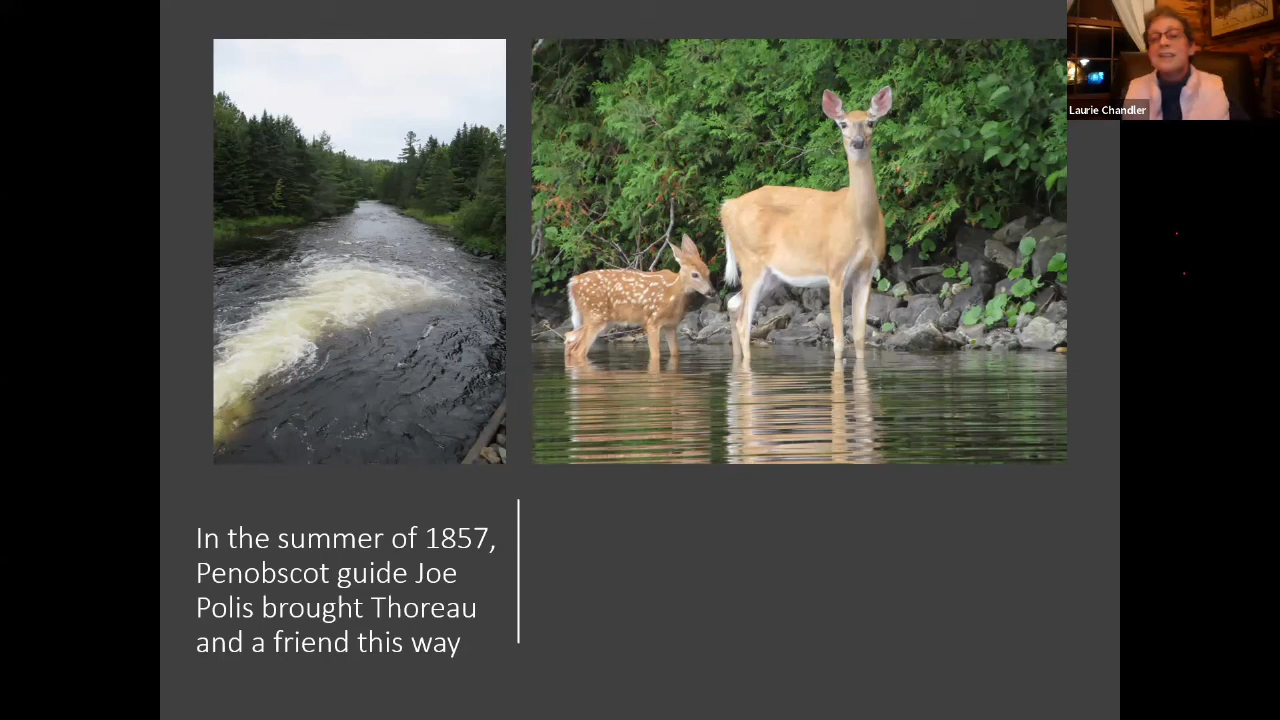 Laurie Chandler
In the summer of 1857,
Penobscot guide Joe
Polis brought Thoreau
and a friend this way